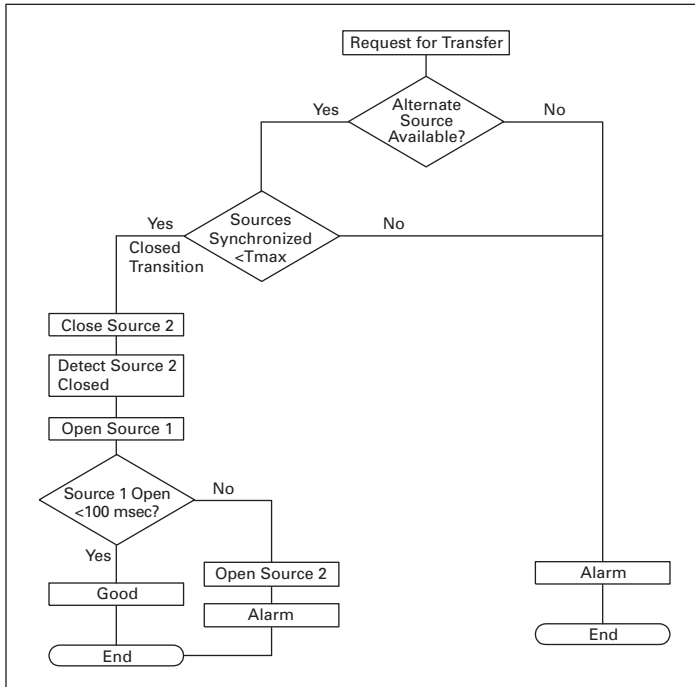 Request for Transfer
Yes
Alternate
Source
Available?
No
Yes
Closed
Transition
Sources
Synchronized
<Tmax
No
Close Source 2
Detect Source 2
Closed
Open Source 1
Source 1 Open
<100 msec?
No
Yes
Good
Open Source 2
Alarm
End
Alarm
End